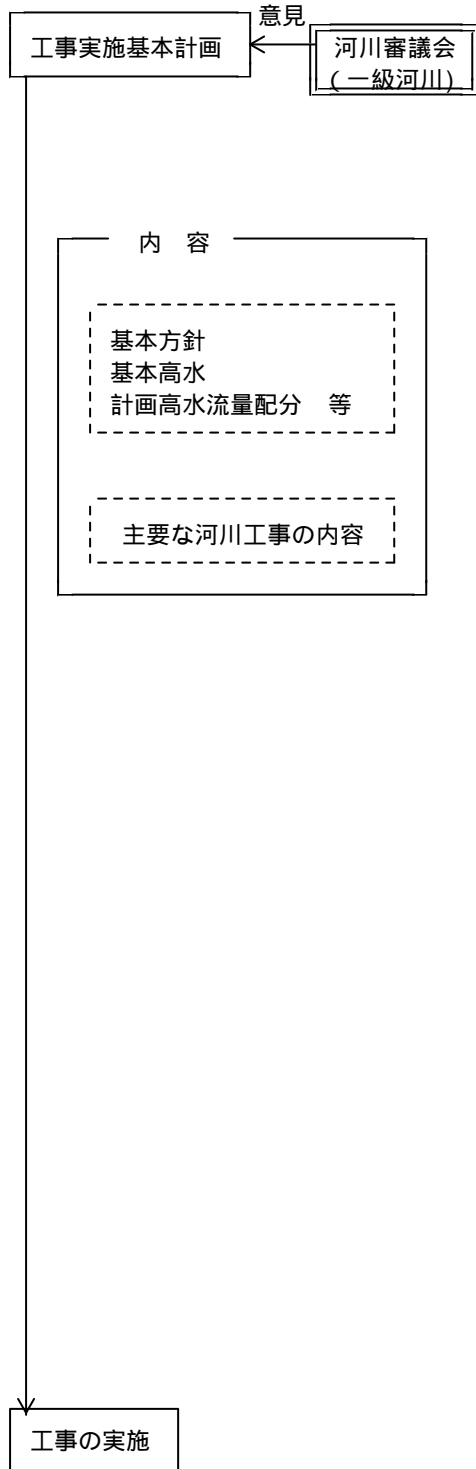 意見
工事実施基本計画
河川審議会
(一級河川)
内 容
基本方針
基本高水
計画高水流量配分 等
主要な河川工事の内容
工事の実施